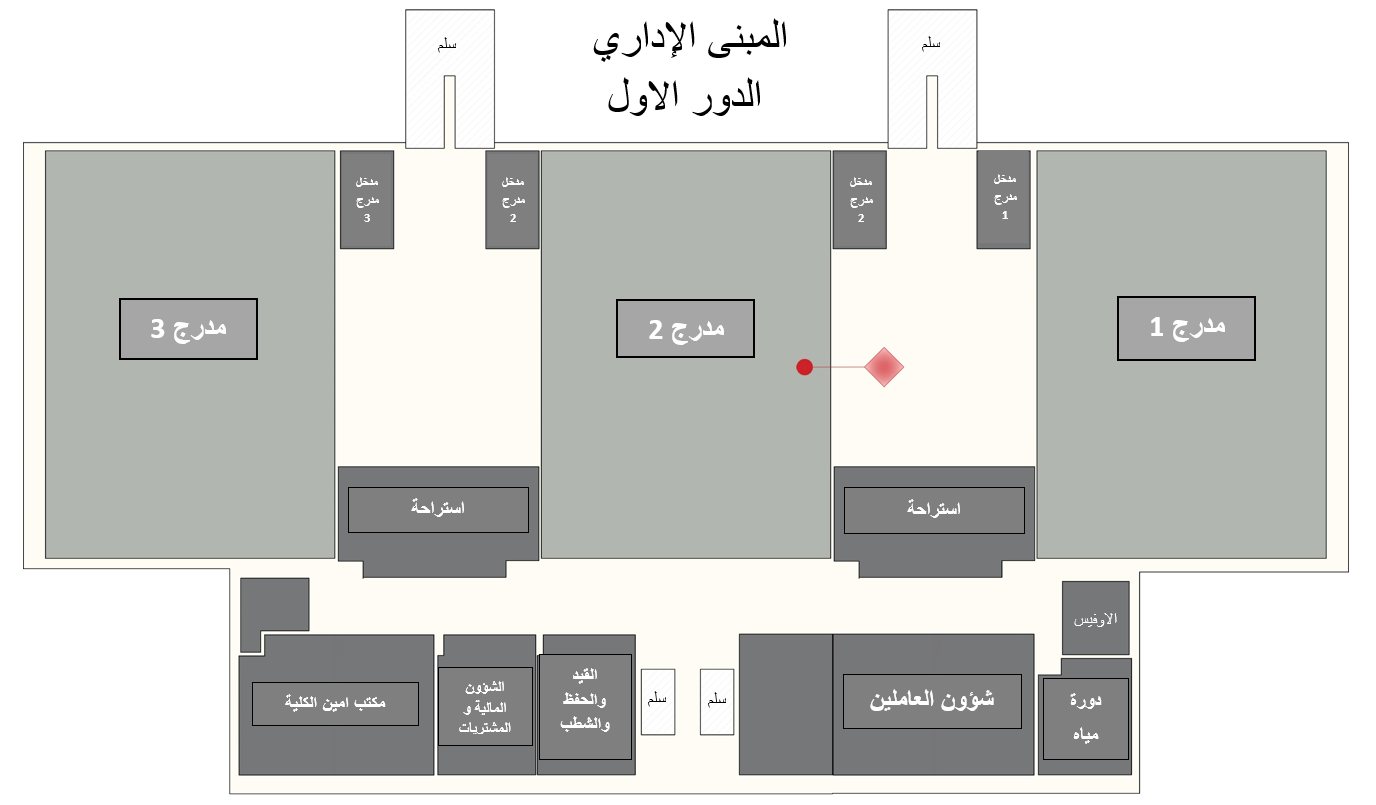 المبنى الإداري
الدور الاول
سلم
سلم
مدخل
مدرج
1
مدخل
مدرج
2
مدخل
مدرج
2
مدخل
مدرج
3
مدرج 1
مدرج 2
مدرج 3
استراحة
استراحة
الاوفيس
دورة
مياه
شؤون العاملين
سلم
سلم
القيد
والحفظ
والشطب
الشؤون
المالية و
المشتريات
مكتب امين الكلية